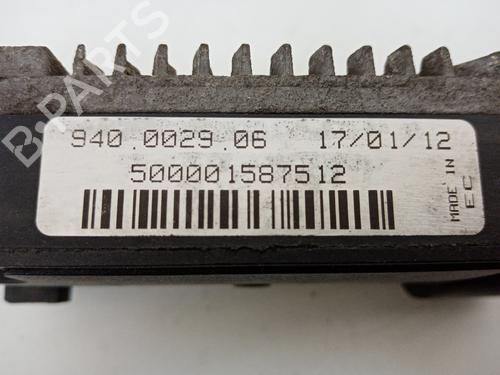 B-PARTS
940.0029.06 17/01/12
500001587512
MADE IN
EC